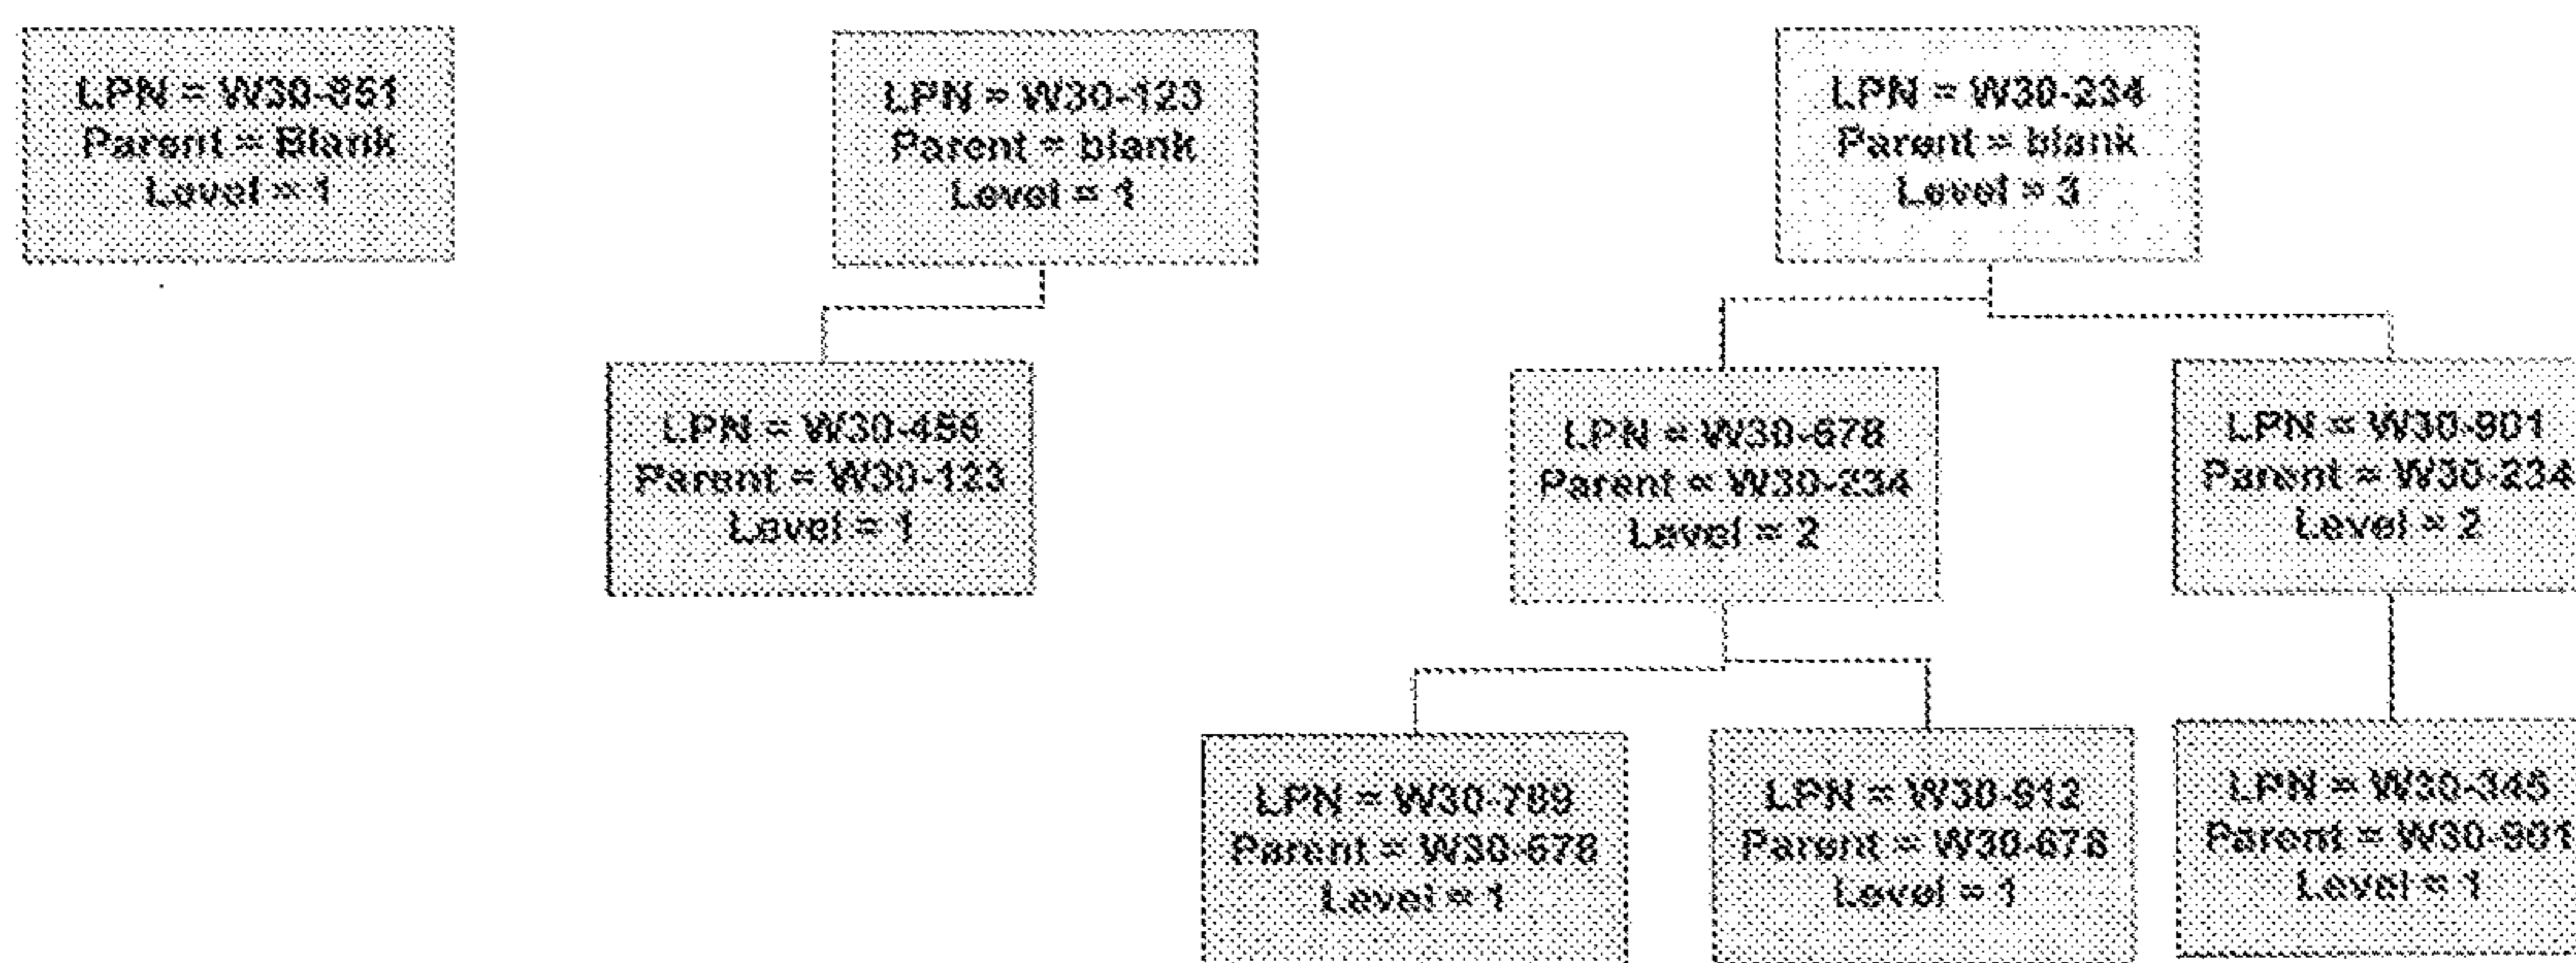 LPN = W30-851
Parent = Blank
Level = 1
LPN = W30-123
Parent = blank
Level = 1
LPN = W30-234
Parent = blank
Level = 3
LPN = W30-456
Parent = W30-123
Level = 1
LPN = W30-678
Parent = W30-234
Level = 2
LPN = W30-901
Parent = W30-234
Level = 2
LPN = W30-789
Parent = W30-678
Level = 1
LPN = W30-912
Parent = W30-678
Level = 1
LPN = W30-345
Parent = W30-901
Level = 1